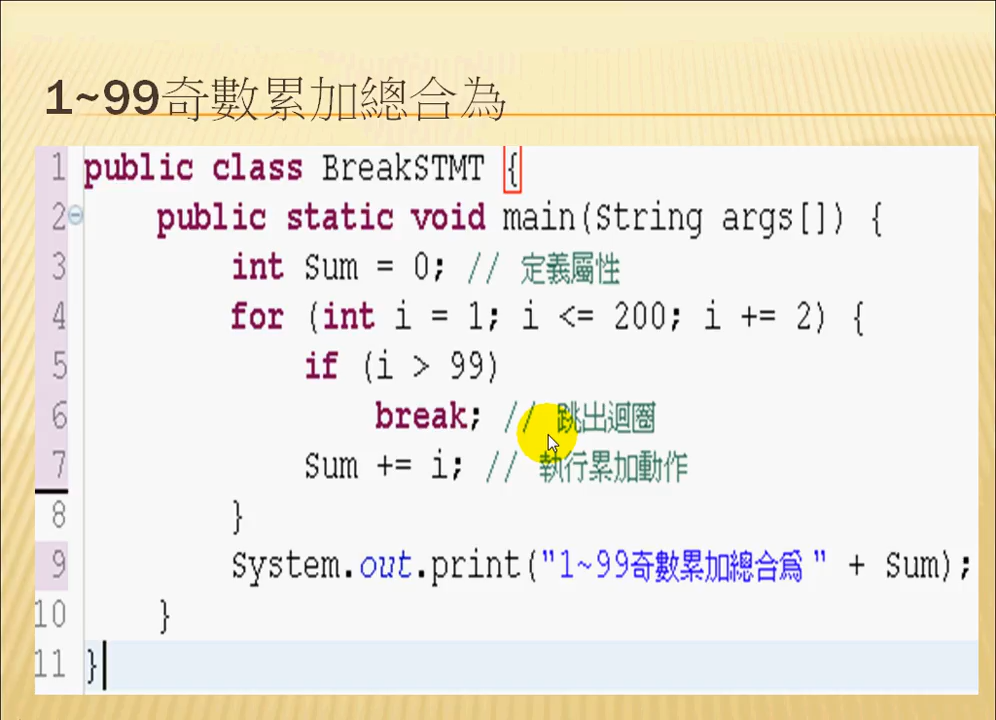 1~99奇數累加總合為
1 public class BreakSTMT {
2 public static void main(String args[]) {
3 int Sum = 0; // 定義屬性
4 for (int i = 1; i <= 200; i += 2) {
5 if (i > 99)
6 break; // 跳出迴圈
7 Sum += i; // 執行累加動作
8 }
9 System.out.print("1~99奇數累加總合爲 " + Sum);
10 }
11 }